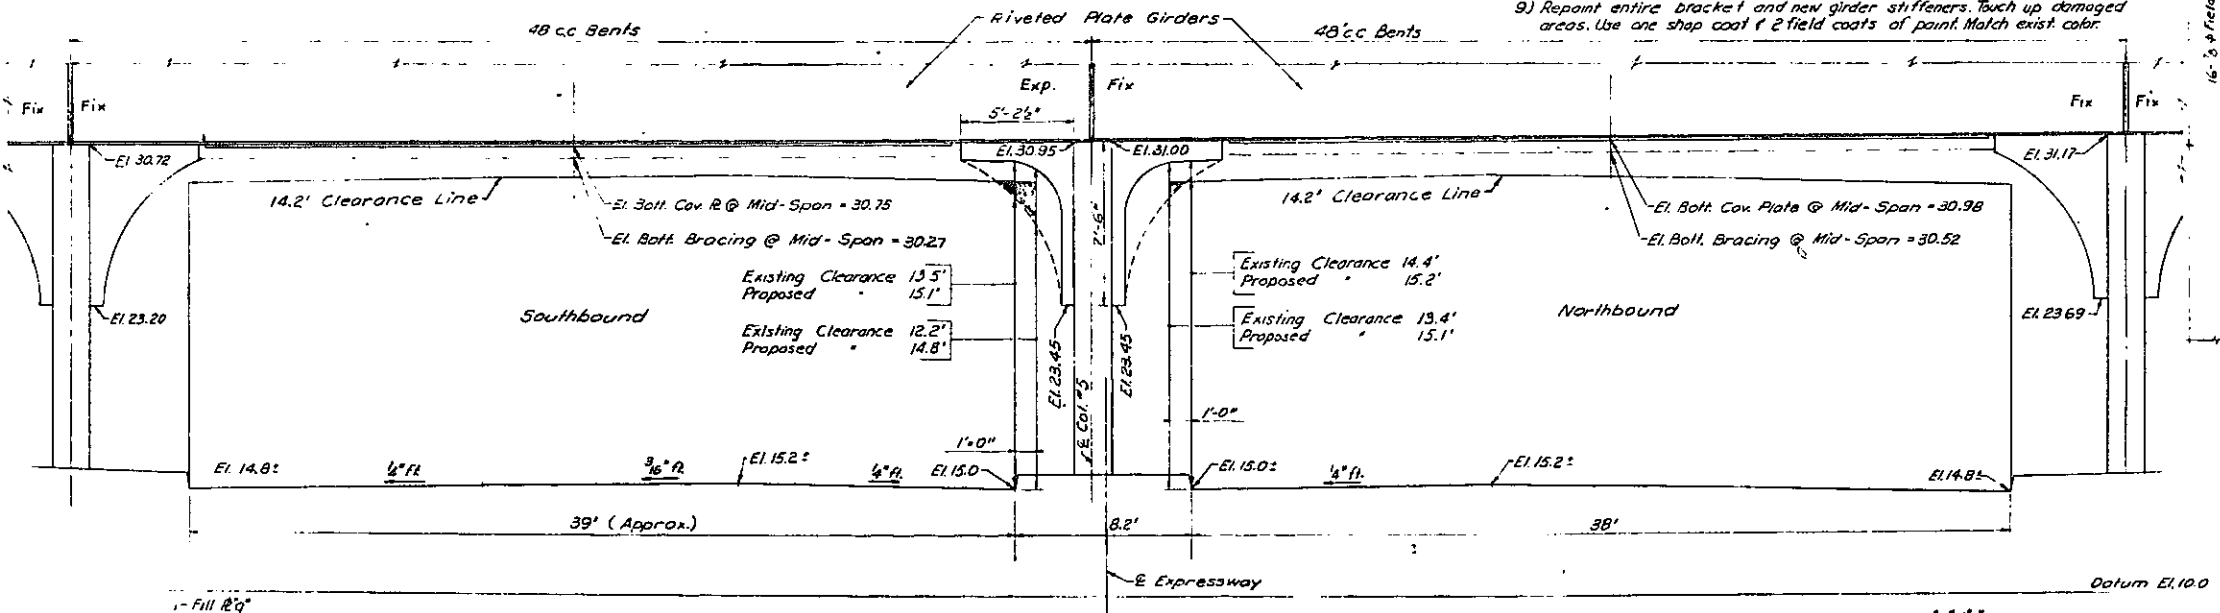 9) Repaint entire bracket and new girder stiffeners. Touch up damaged
areas. Use one shop coat & 2 field coats of paint. Match exist. color.
Riveted Plate Girders
48 c.c. Bents
48' c.c. Bents
Fix
Fix
Exp.
Fix
Fix
Fix
5'-2½"
El. 30.72
El. 30.95
El. 31.00
El. 31.17
14.2' Clearance Line
14.2' Clearance Line
El. Bott. Cov. ℞ @ Mid-Span = 30.75
El. Bott. Bracing @ Mid-Span = 30.27
El. Bott. Cov. Plate @ Mid-Span = 30.98
El. Bott. Bracing @ Mid-Span = 30.52
Existing Clearance 13.5'
Proposed " 15.1'
Existing Clearance 12.2'
Proposed " 14.8'
Existing Clearance 14.4'
Proposed " 15.2'
Existing Clearance 13.4'
Proposed " 15.1'
El. 23.20
Southbound
Northbound
El. 23.69
El. 23.45
El. 23.45
℄ Col. #5
1'-0"
1'-0"
El. 14.8±
¼" ft.
3/16" ft.
El. 15.2±
¼" ft.
El. 15.0
El. 15.0±
¼" ft.
El. 15.2±
El. 14.8±
39' (Approx.)
8.2'
38'
℄ Expressway
Datum El. 10.0